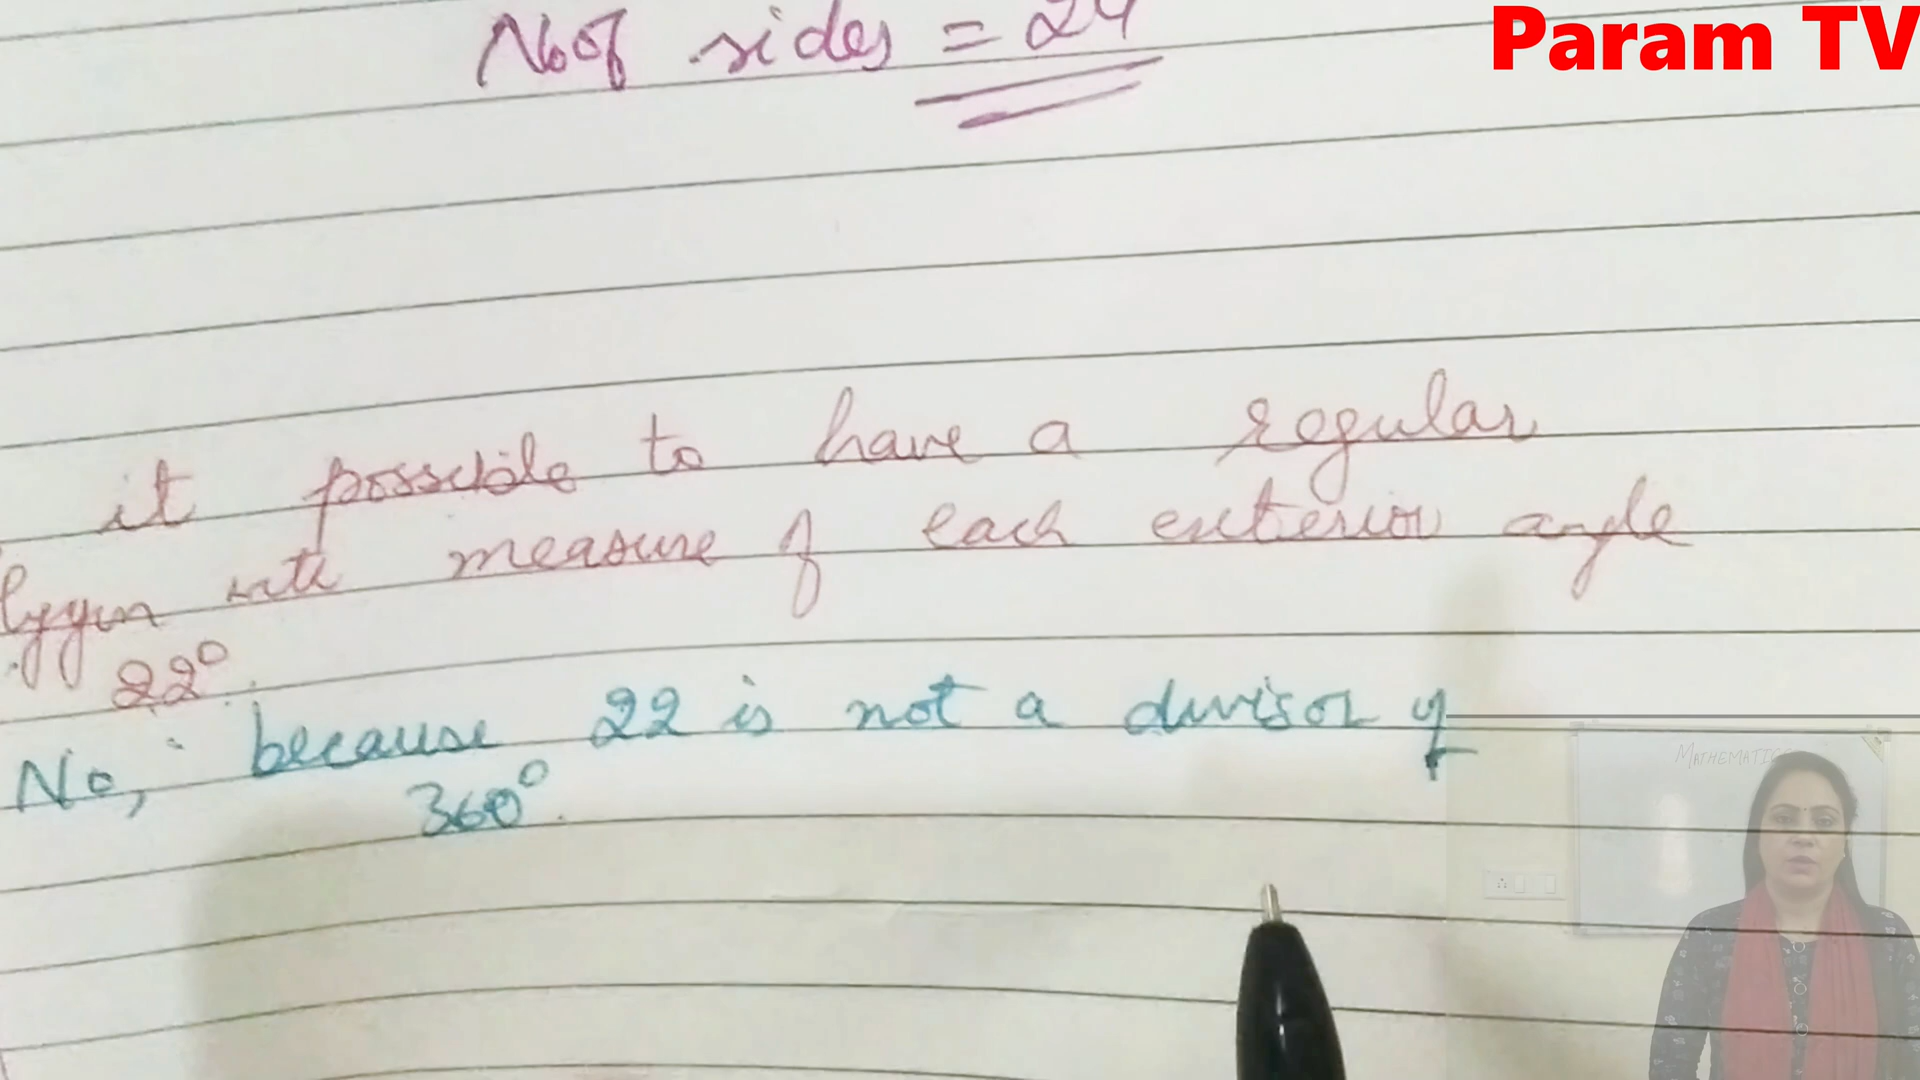 No of sides = 24
Param TV
it possible to have a regular
lygon with measure of each exterior angle
22°.
No, because 22 is not a divisor of
360°.
MATHEMATICS